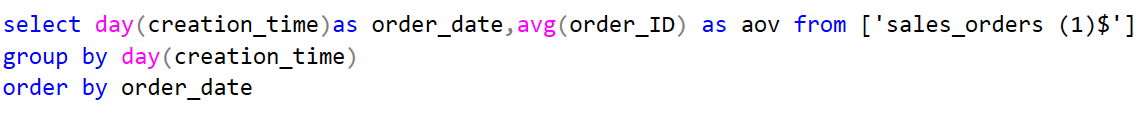 select day(creation_time)as order_date,avg(order_ID) as aov from ['sales_orders (1)$']
group by day(creation_time)
order by order_date